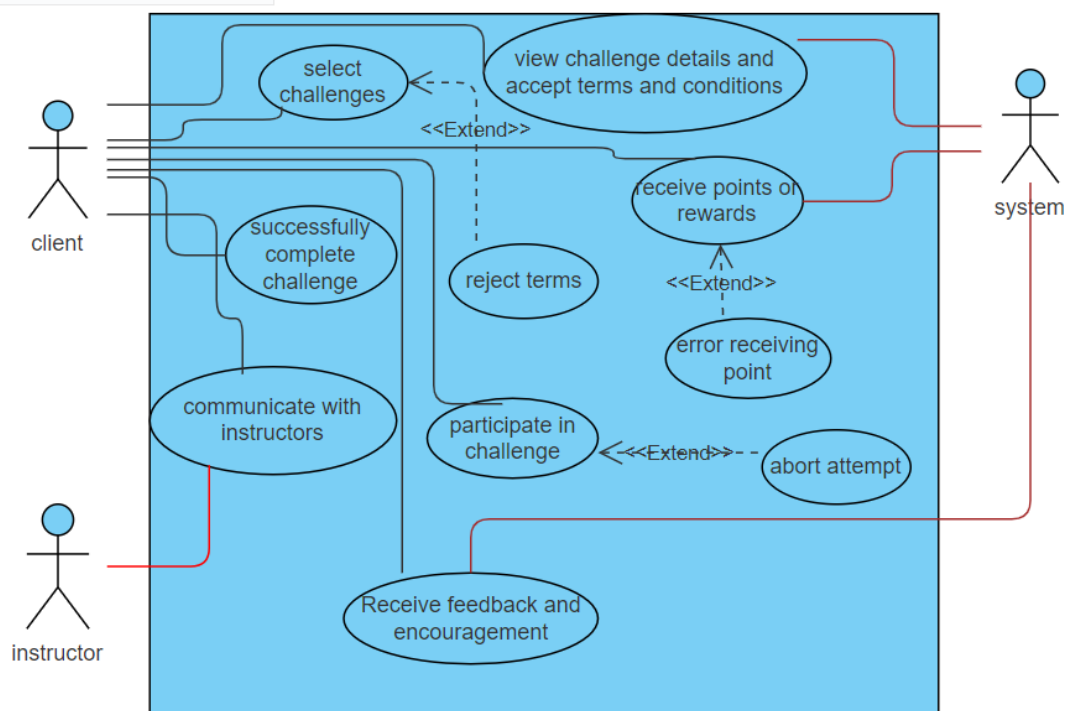 view challenge details and
accept terms and conditions
select
challenges
<<Extend>>
receive points or
rewards
system
client
successfully
complete
challenge
reject terms
<<Extend>>
error receiving
point
communicate with
instructors
participate in
challenge
<<Extend>>
abort attempt
Receive feedback and
encouragement
instructor